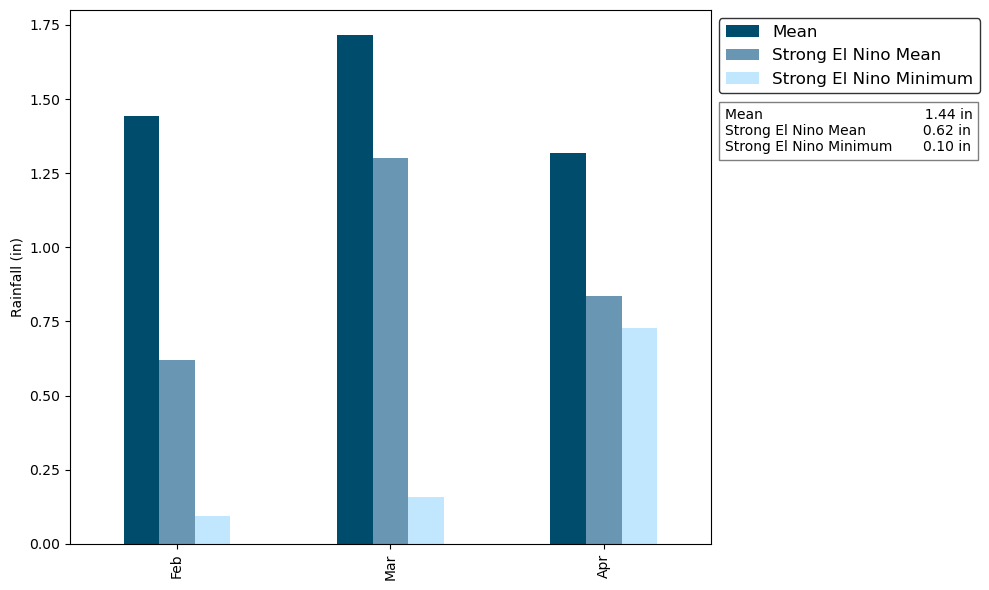 1.75
1.50
1.25
1.00
0.75
0.50
0.25
0.00
Rainfall (in)
Feb
Mar
Apr
Mean
Strong El Nino Mean
Strong El Nino Minimum
Mean 1.44 in
Strong El Nino Mean 0.62 in
Strong El Nino Minimum 0.10 in